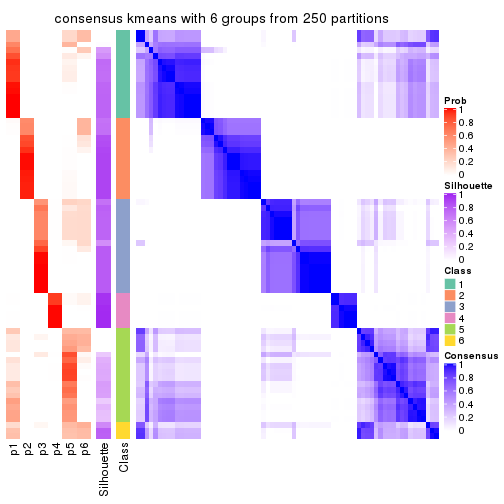 consensus kmeans with 6 groups from 250 partitions
Prob
1
0.8
0.6
0.4
0.2
0
Silhouette
1
0.8
0.6
0.4
0.2
0
Class
1
2
3
4
5
6
Consensus
1
0.8
0.6
0.4
0.2
0
p1
p2
p3
p4
p5
p6
Silhouette
Class